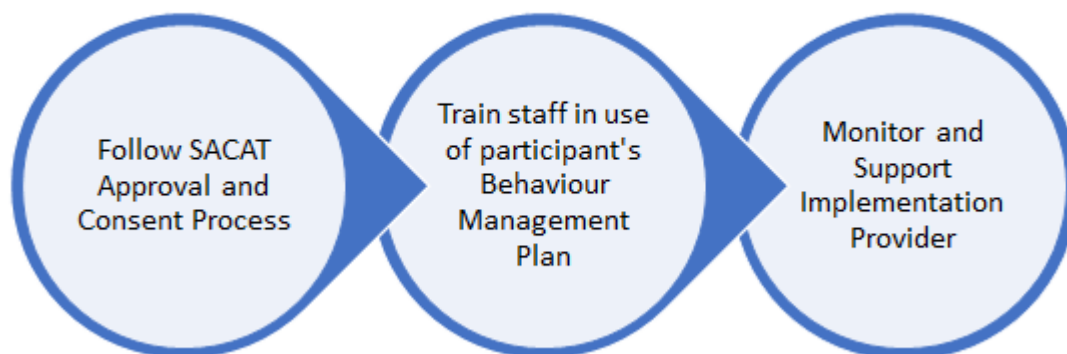 Follow SACAT
Approval and
Consent Process
Train staff in use
of participant's
Behaviour
Management
Plan
Monitor and
Support
Implementation
Provider